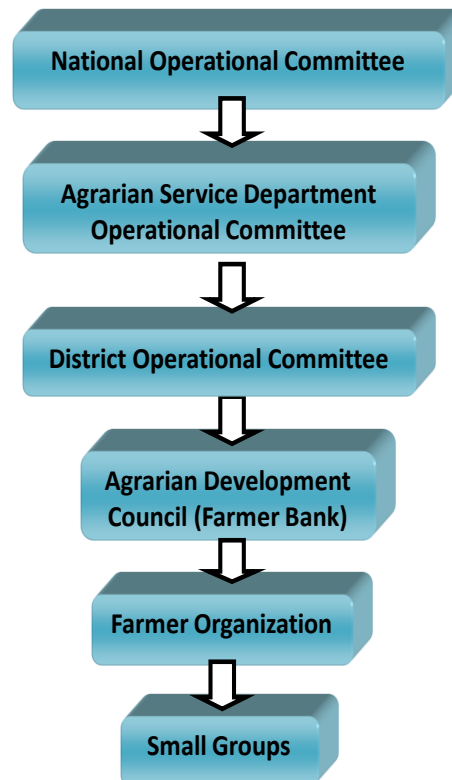 National Operational Committee
Agrarian Service Department
Operational Committee
District Operational Committee
Agrarian Development
Council (Farmer Bank)
Farmer Organization
Small Groups